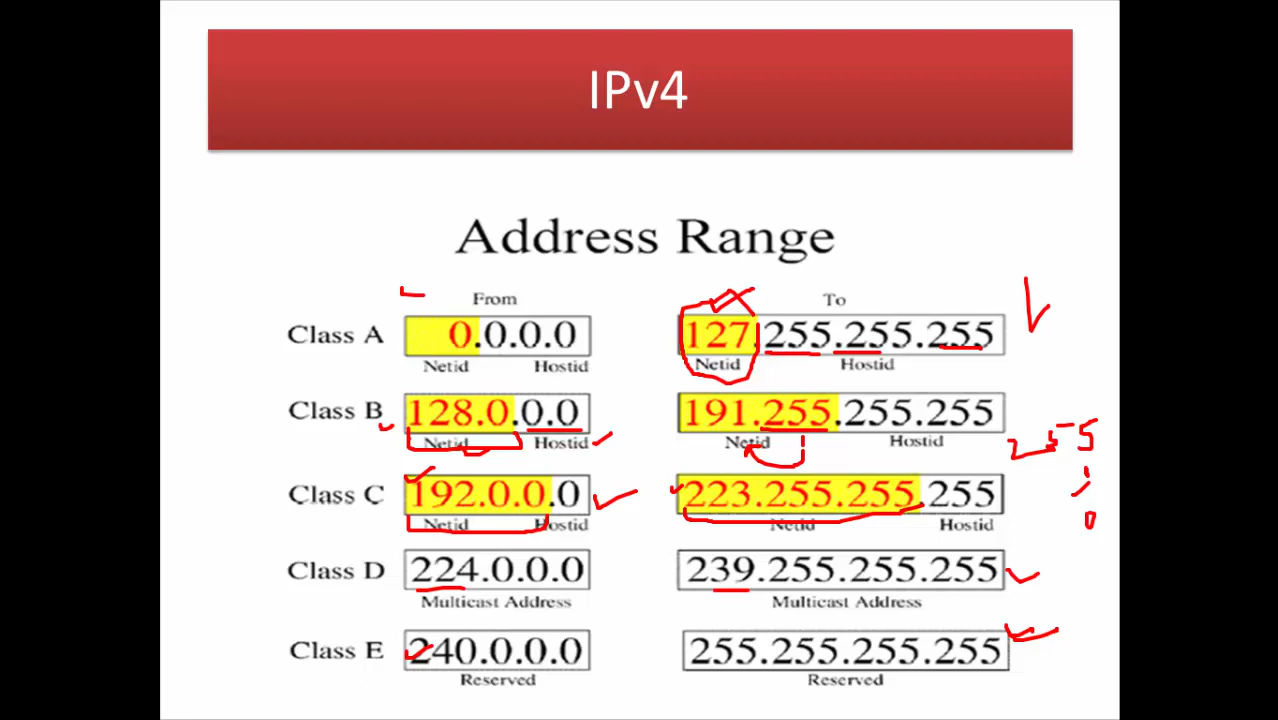 IPv4
Address Range
From To
Class A 0.0.0.0 127.255.255.255
Netid Hostid Netid Hostid
Class B 128.0.0.0 191.255.255.255
Netid Hostid Netid Hostid
255
Class C 192.0.0.0 223.255.255.255
0
Netid Hostid Netid Hostid
Class D 224.0.0.0 239.255.255.255
Multicast Address Multicast Address
Class E 240.0.0.0 255.255.255.255
Reserved Reserved